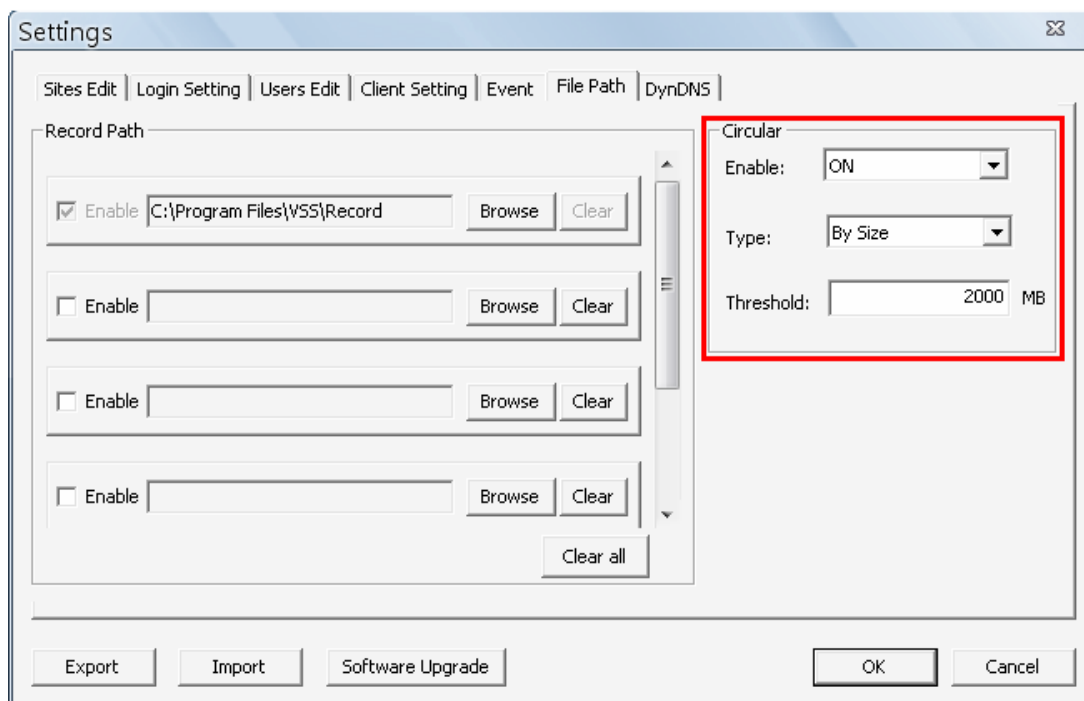 Settings
Sites Edit Login Setting Users Edit Client Setting Event File Path DynDNS
Record Path
Enable C:\Program Files\VSS\Record Browse Clear
Enable Browse Clear
Enable Browse Clear
Enable Browse Clear
Clear all
Circular
Enable: ON
Type: By Size
Threshold: 2000 MB
Export Import Software Upgrade OK Cancel